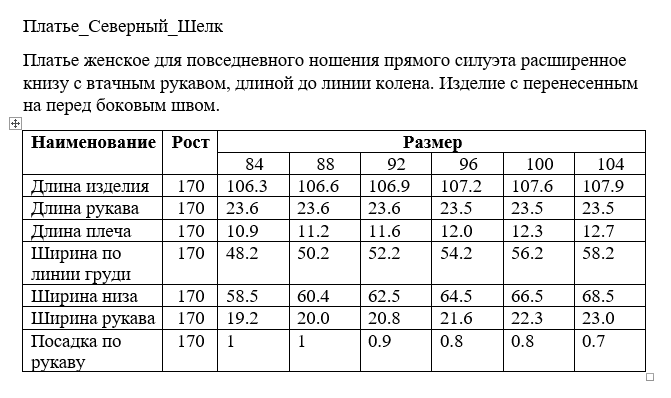 Платье_Северный_Шелк
Платье женское для повседневного ношения прямого силуэта расширенное
книзу с втачным рукавом, длиной до линии колена. Изделие с перенесенным
на перед боковым швом.
Наименование Рост Размер
84 88 92 96 100 104
Длина изделия 170 106.3 106.6 106.9 107.2 107.6 107.9
Длина рукава 170 23.6 23.6 23.6 23.5 23.5 23.5
Длина плеча 170 10.9 11.2 11.6 12.0 12.3 12.7
Ширина по 170 48.2 50.2 52.2 54.2 56.2 58.2
линии груди
Ширина низа 170 58.5 60.4 62.5 64.5 66.5 68.5
Ширина рукава 170 19.2 20.0 20.8 21.6 22.3 23.0
Посадка по 170 1 1 0.9 0.8 0.8 0.7
рукаву